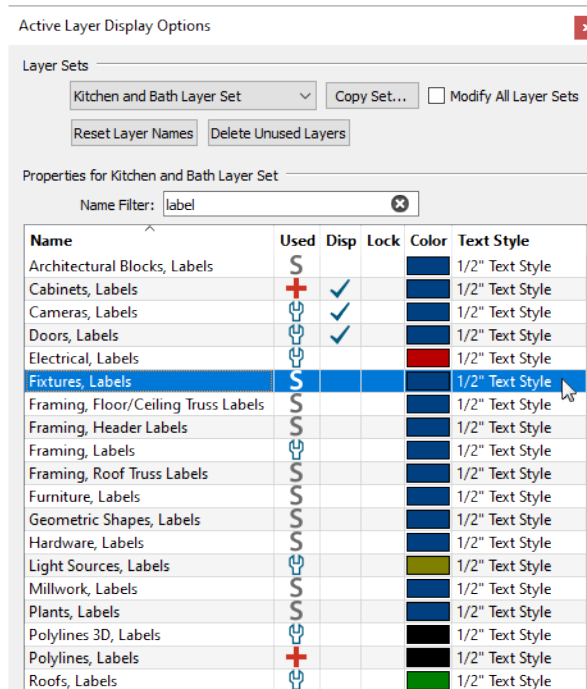 Active Layer Display Options
Layer Sets
Kitchen and Bath Layer Set Copy Set... Modify All Layer Sets
Reset Layer Names Delete Unused Layers
Properties for Kitchen and Bath Layer Set
Name Filter: label
Name Used Disp Lock Color Text Style
Architectural Blocks, Labels S 1/2" Text Style
Cabinets, Labels 1/2" Text Style
Cameras, Labels 1/2" Text Style
Doors, Labels 1/2" Text Style
Electrical, Labels 1/2" Text Style
Fixtures, Labels S 1/2" Text Style
Framing, Floor/Ceiling Truss Labels S 1/2" Text Style
Framing, Header Labels S 1/2" Text Style
Framing, Labels 1/2" Text Style
Framing, Roof Truss Labels S 1/2" Text Style
Furniture, Labels S 1/2" Text Style
Geometric Shapes, Labels S 1/2" Text Style
Hardware, Labels S 1/2" Text Style
Light Sources, Labels 1/2" Text Style
Millwork, Labels S 1/2" Text Style
Plants, Labels S 1/2" Text Style
Polylines 3D, Labels 1/2" Text Style
Polylines, Labels 1/2" Text Style
Roofs, Labels 1/2" Text Style